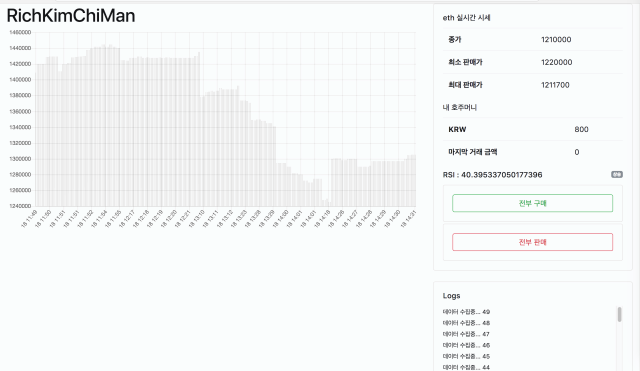 RichKimChiMan
1460000
1440000
1420000
1400000
1380000
1360000
1340000
1320000
1300000
1280000
1260000
1240000
18 11:49
18 11:50
18 11:51
18 11:51
18 11:52
18 11:54
18 11:55
18 12:17
18 12:18
18 12:19
18 12:20
18 12:21
18 13:10
18 13:11
18 13:12
18 13:23
18 13:28
18 13:29
18 14:00
18 14:01
18 14:01
18 14:16
18 14:26
18 14:27
18 14:28
18 14:29
18 14:30
18 14:31
eth 실시간 시세
종가 1210000
최소 판매가 1220000
최대 판매가 1211700
내 호주머니
KRW 800
마지막 거래 금액 0
RSI : 40.395337050177396
전부 구매
전부 판매
Logs
데이터 수집중... 49
데이터 수집중... 48
데이터 수집중... 47
데이터 수집중... 46
데이터 수집중... 45
데이터 수집중... 44